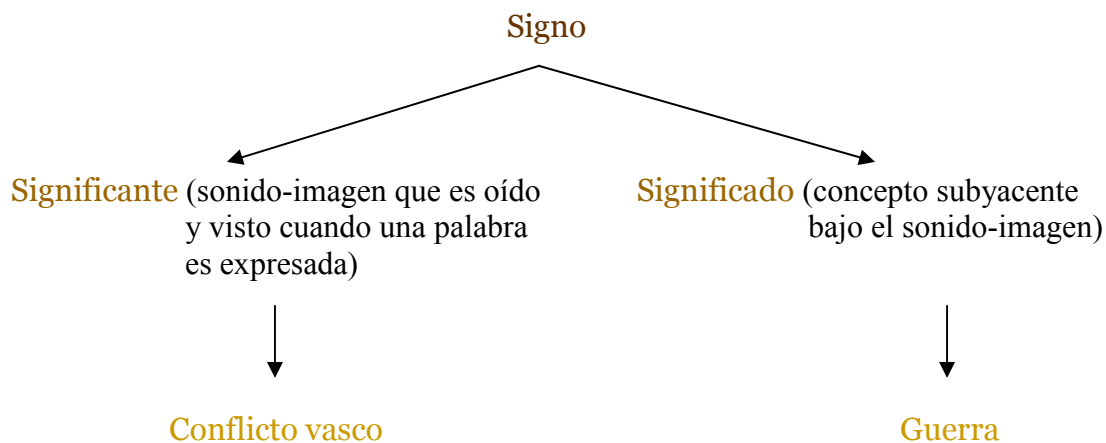 Signo
Significante (sonido-imagen que es oído
y visto cuando una palabra
es expresada)
Significado (concepto subyacente
bajo el sonido-imagen)
Conflicto vasco
Guerra